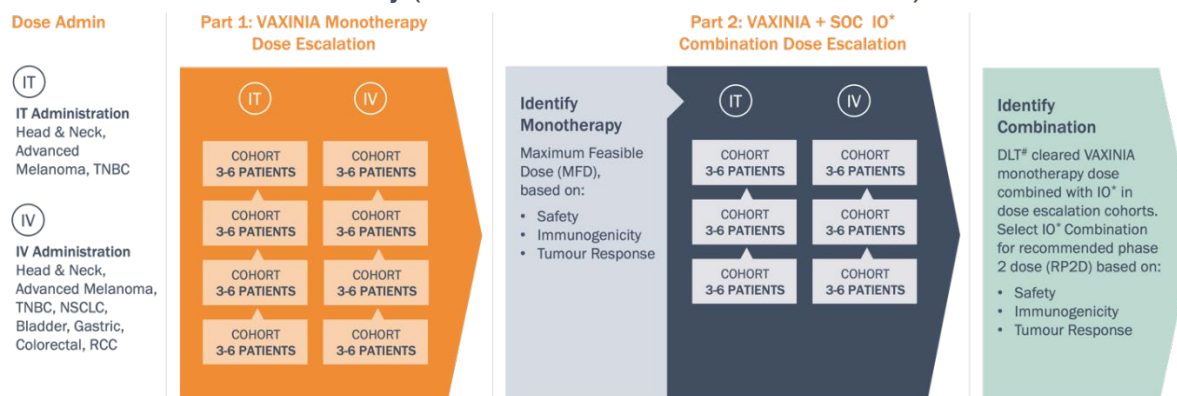 Dose Admin
IT
IT Administration
Head & Neck,
Advanced
Melanoma, TNBC
IV
IV Administration
Head & Neck,
Advanced Melanoma,
TNBC, NSCLC,
Bladder, Gastric,
Colorectal, RCC
Part 1: VAXINIA Monotherapy
Dose Escalation
IT
IV
COHORT
3-6 PATIENTS
COHORT
3-6 PATIENTS
COHORT
3-6 PATIENTS
COHORT
3-6 PATIENTS
COHORT
3-6 PATIENTS
COHORT
3-6 PATIENTS
COHORT
3-6 PATIENTS
COHORT
3-6 PATIENTS
Identify
Monotherapy
Maximum Feasible
Dose (MFD),
based on:
• Safety
• Immunogenicity
• Tumour Response
Part 2: VAXINIA + SOC IO*
Combination Dose Escalation
IT
IV
COHORT
3-6 PATIENTS
COHORT
3-6 PATIENTS
COHORT
3-6 PATIENTS
COHORT
3-6 PATIENTS
COHORT
3-6 PATIENTS
COHORT
3-6 PATIENTS
Identify
Combination
DLT# cleared VAXINIA
monotherapy dose
combined with IO* in
dose escalation cohorts.
Select IO* Combination
for recommended phase
2 dose (RP2D) based on:
• Safety
• Immunogenicity
• Tumour Response